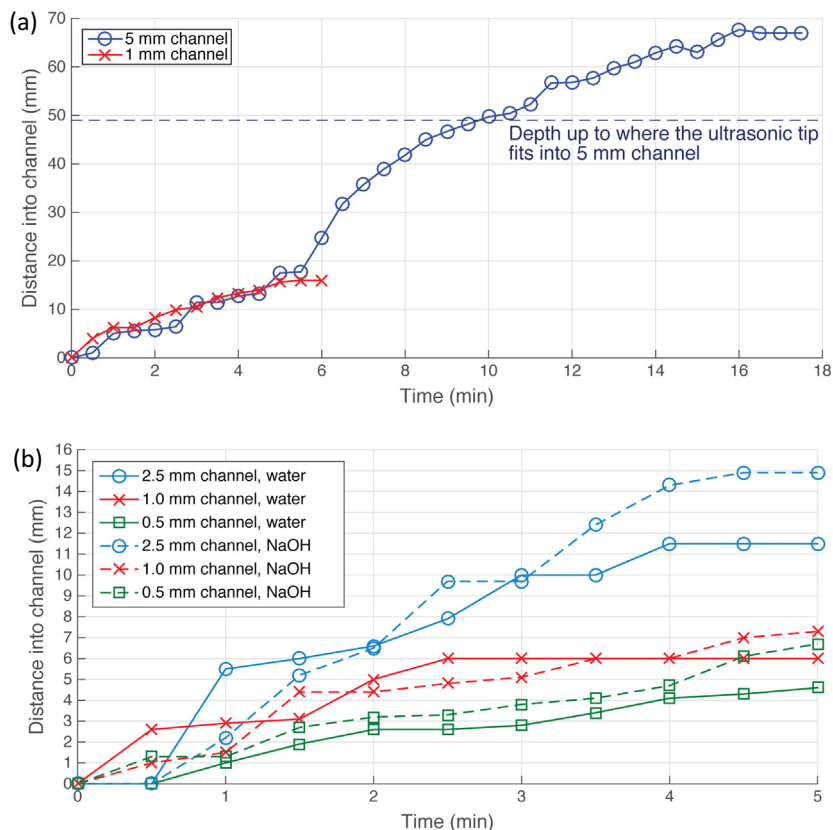 (a)
70
60
50
40
30
20
10
0
5 mm channel
1 mm channel
Depth up to where the ultrasonic tip
fits into 5 mm channel
Distance into channel (mm)
0 2 4 6 8 10 12 14 16 18
Time (min)
(b)
16
15
14
13
12
11
10
9
8
7
6
5
4
3
2
1
0
2.5 mm channel, water
1.0 mm channel, water
0.5 mm channel, water
2.5 mm channel, NaOH
1.0 mm channel, NaOH
0.5 mm channel, NaOH
Distance into channel (mm)
0 1 2 3 4 5
Time (min)